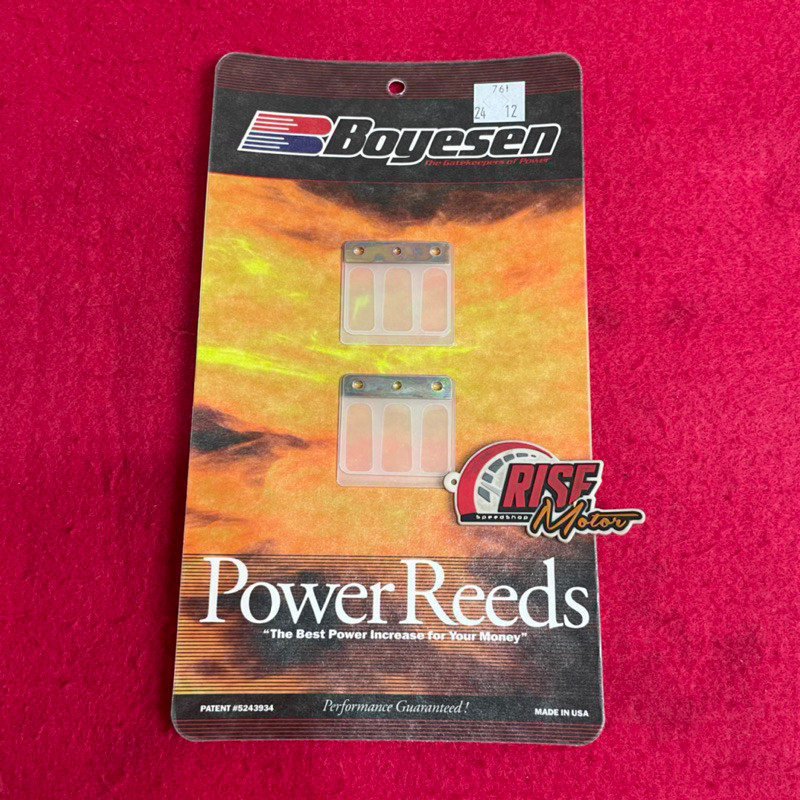 761
24 12
Boyesen
The Gatekeepers of Power
RISE
SpeedShop
Motor
Power Reeds
"The Best Power Increase for Your Money"
PATENT #5243934
Performance Guaranteed!
MADE IN USA